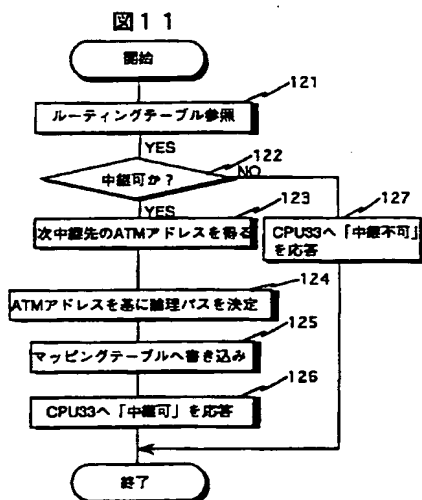 図11
開始
121
ルーティングテーブル参照
YES
122
中継可か?
NO
YES
123
127
次中継先のATMアドレスを得る
CPU33へ「中継不可」
を応答
124
ATMアドレスを基に論理パスを決定
125
マッピングテーブルへ書き込み
126
CPU33へ「中継可」を応答
終了